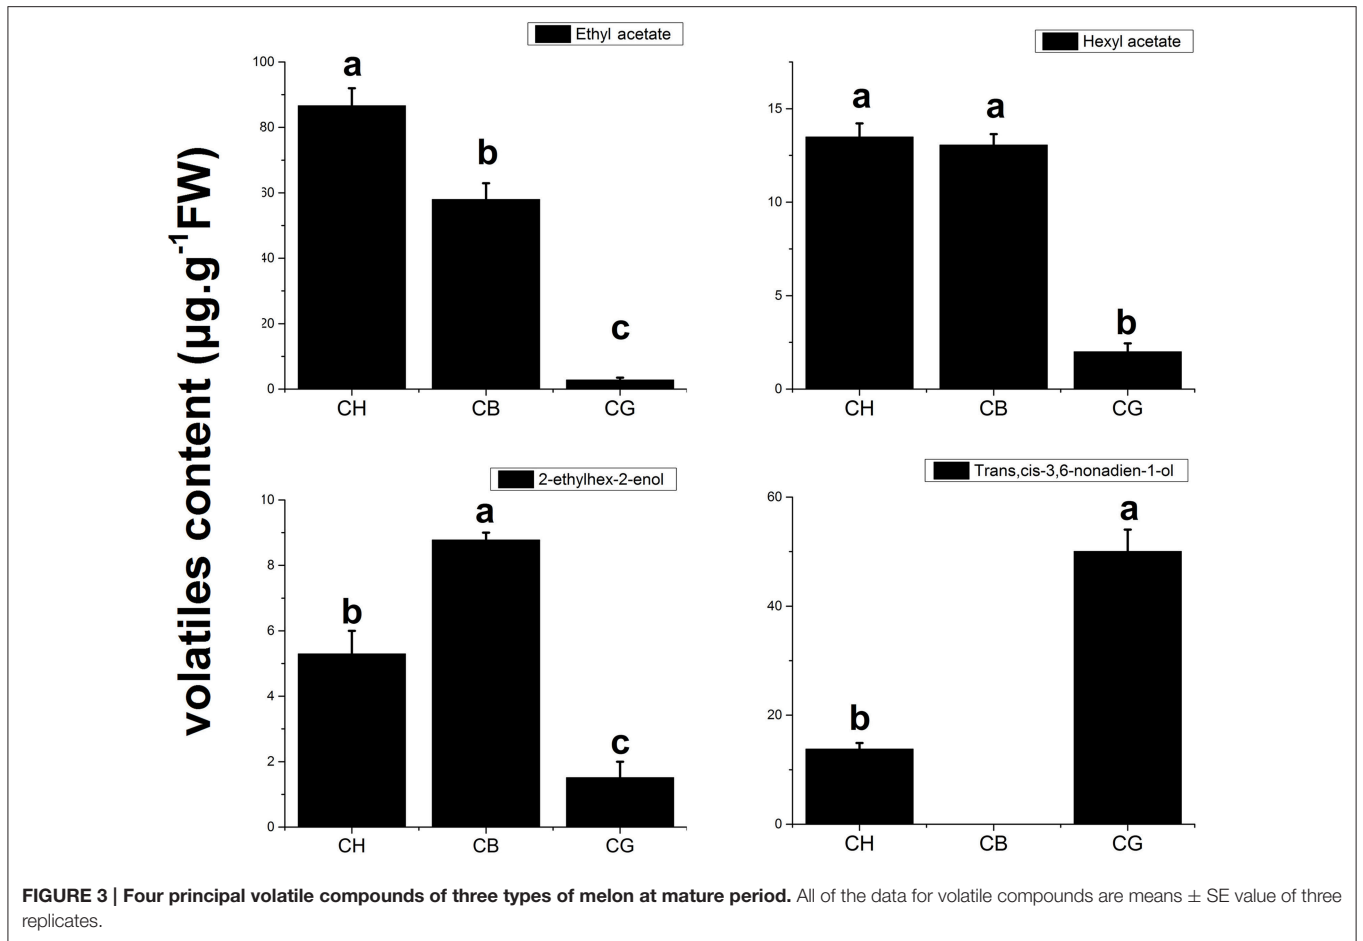 volatiles content (µg.g⁻¹FW)
Ethyl acetate
100
80
60
40
20
0
a
b
c
CH CB CG
Hexyl acetate
15
10
5
0
a
a
b
CH CB CG
2-ethylhex-2-enol
10
8
6
4
2
0
b
a
c
CH CB CG
Trans,cis-3,6-nonadien-1-ol
60
40
20
0
b
a
CH CB CG
FIGURE 3 | Four principal volatile compounds of three types of melon at mature period. All of the data for volatile compounds are means ± SE value of three
replicates.